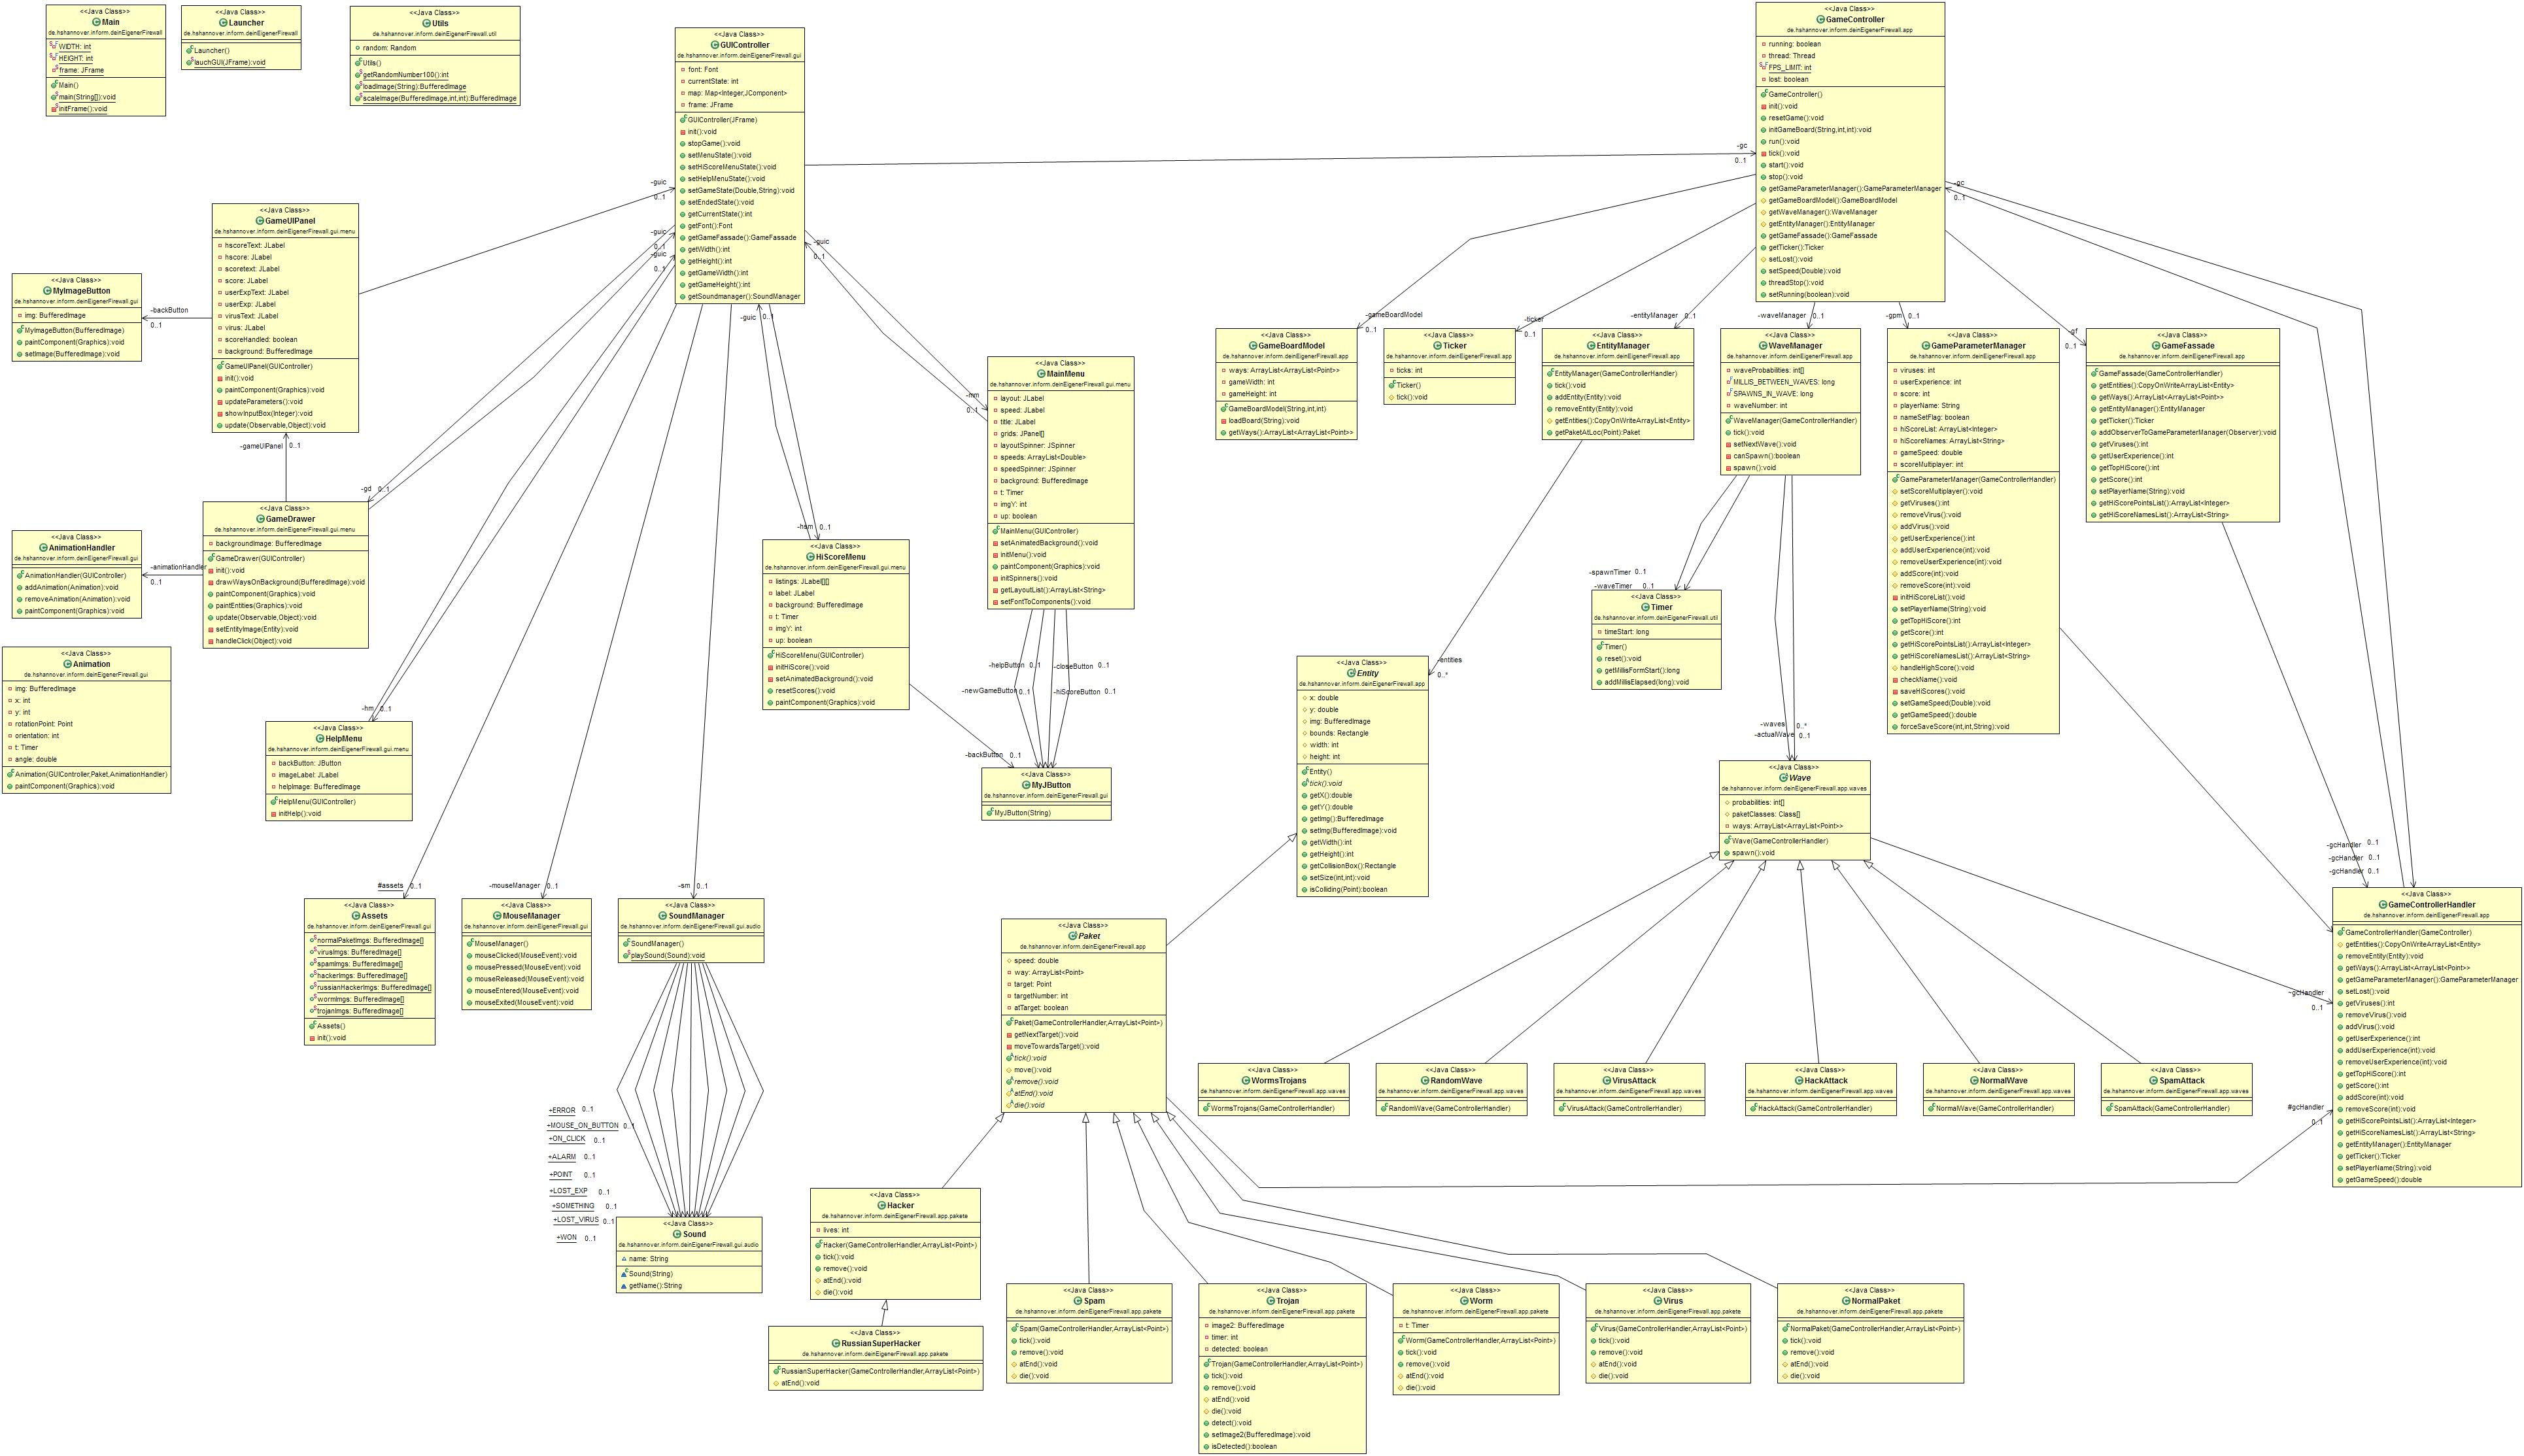 <<Java Class>>
Main
de.hshannover.inform.deinEigenerFirewall
WIDTH: int
HEIGHT: int
frame: JFrame
Main()
main(String[]):void
initFrame():void
<<Java Class>>
Launcher
de.hshannover.inform.deinEigenerFirewall
Launcher()
lauchGUI(JFrame):void
<<Java Class>>
Utils
de.hshannover.inform.deinEigenerFirewall.util
random: Random
Utils()
getRandomNumber100():int
loadImage(String):BufferedImage
scaleImage(BufferedImage,int,int):BufferedImage
<<Java Class>>
GUIController
de.hshannover.inform.deinEigenerFirewall.gui
font: Font
currentState: int
map: Map<Integer,JComponent>
frame: JFrame
GUIController(JFrame)
init():void
stopGame():void
setMenuState():void
setHiScoreMenuState():void
setHelpMenuState():void
setGameState(Double,String):void
setEndedState():void
getCurrentState():int
getFont():Font
getGameFassade():GameFassade
getWidth():int
getHeight():int
getGameWidth():int
getGameHeight():int
getSoundmanager():SoundManager
<<Java Class>>
GameController
de.hshannover.inform.deinEigenerFirewall.app
running: boolean
thread: Thread
FPS_LIMIT: int
lost: boolean
GameController()
init():void
resetGame():void
initGameBoard(String,int,int):void
run():void
tick():void
start():void
stop():void
getGameParameterManager():GameParameterManager
getGameBoardModel():GameBoardModel
getWaveManager():WaveManager
getEntityManager():EntityManager
getGameFassade():GameFassade
getTicker():Ticker
setLost():void
setSpeed(Double):void
threadStop():void
setRunning(boolean):void
-gc
0..1
-gc
0..1
-guic
0..1
-guic
0..1
-guic
0..1
-guic
0..1
-guic 0..1
<<Java Class>>
GameUIPanel
de.hshannover.inform.deinEigenerFirewall.gui.menu
hscoreText: JLabel
hscore: JLabel
scoretext: JLabel
score: JLabel
userExpText: JLabel
userExp: JLabel
virusText: JLabel
virus: JLabel
scoreHandled: boolean
background: BufferedImage
GameUIPanel(GUIController)
init():void
paintComponent(Graphics):void
updateParameters():void
showInputBox(Integer):void
update(Observable,Object):void
<<Java Class>>
MyImageButton
de.hshannover.inform.deinEigenerFirewall.gui
img: BufferedImage
MyImageButton(BufferedImage)
paintComponent(Graphics):void
setImage(BufferedImage):void
-backButton
0..1
-gameUIPanel 0..1
-gd 0..1
<<Java Class>>
GameDrawer
de.hshannover.inform.deinEigenerFirewall.gui.menu
backgroundImage: BufferedImage
GameDrawer(GUIController)
init():void
drawWaysOnBackground(BufferedImage):void
paintComponent(Graphics):void
paintEntities(Graphics):void
update(Observable,Object):void
setEntityImage(Entity):void
handleClick(Object):void
<<Java Class>>
AnimationHandler
de.hshannover.inform.deinEigenerFirewall.gui
AnimationHandler(GUIController)
addAnimation(Animation):void
removeAnimation(Animation):void
paintComponent(Graphics):void
-animationHandler
0..1
<<Java Class>>
Animation
de.hshannover.inform.deinEigenerFirewall.gui
img: BufferedImage
x: int
y: int
rotationPoint: Point
orientation: int
t: Timer
angle: double
Animation(GUIController,Paket,AnimationHandler)
paintComponent(Graphics):void
-hm 0..1
<<Java Class>>
HelpMenu
de.hshannover.inform.deinEigenerFirewall.gui.menu
backButton: JButton
imageLabel: JLabel
helpImage: BufferedImage
HelpMenu(GUIController)
initHelp():void
-mm
0..1
<<Java Class>>
MainMenu
de.hshannover.inform.deinEigenerFirewall.gui.menu
layout: JLabel
speed: JLabel
title: JLabel
grids: JPanel[]
layoutSpinner: JSpinner
speeds: ArrayList<Double>
speedSpinner: JSpinner
background: BufferedImage
t: Timer
imgY: int
up: boolean
MainMenu(GUIController)
setAnimatedBackground():void
initMenu():void
paintComponent(Graphics):void
initSpinners():void
getLayoutList():ArrayList<String>
setFontToComponents():void
-hsm 0..1
<<Java Class>>
HiScoreMenu
de.hshannover.inform.deinEigenerFirewall.gui.menu
listings: JLabel[][]
label: JLabel
background: BufferedImage
t: Timer
imgY: int
up: boolean
HiScoreMenu(GUIController)
initHiScore():void
setAnimatedBackground():void
resetScores():void
paintComponent(Graphics):void
-helpButton 0..1
-closeButton 0..1
-newGameButton 0..1
-hiScoreButton 0..1
-backButton 0..1
<<Java Class>>
MyJButton
de.hshannover.inform.deinEigenerFirewall.gui
MyJButton(String)
-gameBoardModel
0..1
<<Java Class>>
GameBoardModel
de.hshannover.inform.deinEigenerFirewall.app
ways: ArrayList<ArrayList<Point>>
gameWidth: int
gameHeight: int
GameBoardModel(String,int,int)
loadBoard(String):void
getWays():ArrayList<ArrayList<Point>>
-ticker
0..1
<<Java Class>>
Ticker
de.hshannover.inform.deinEigenerFirewall.app
ticks: int
Ticker()
tick():void
-entityManager 0..1
<<Java Class>>
EntityManager
de.hshannover.inform.deinEigenerFirewall.app
EntityManager(GameControllerHandler)
tick():void
addEntity(Entity):void
removeEntity(Entity):void
getEntities():CopyOnWriteArrayList<Entity>
getPaketAtLoc(Point):Paket
-waveManager 0..1
<<Java Class>>
WaveManager
de.hshannover.inform.deinEigenerFirewall.app
waveProbabilities: int[]
MILLIS_BETWEEN_WAVES: long
SPAWNS_IN_WAVE: long
waveNumber: int
WaveManager(GameControllerHandler)
tick():void
setNextWave():void
canSpawn():boolean
spawn():void
-gpm 0..1
<<Java Class>>
GameParameterManager
de.hshannover.inform.deinEigenerFirewall.app
viruses: int
userExperience: int
score: int
playerName: String
nameSetFlag: boolean
hiScoreList: ArrayList<Integer>
hiScoreNames: ArrayList<String>
gameSpeed: double
scoreMultiplayer: int
GameParameterManager(GameControllerHandler)
setScoreMultiplayer():void
getViruses():int
removeVirus():void
addVirus():void
getUserExperience():int
addUserExperience(int):void
removeUserExperience(int):void
addScore(int):void
removeScore(int):void
initHiScoreList():void
setPlayerName(String):void
getTopHiScore():int
getScore():int
getHiScorePointsList():ArrayList<Integer>
getHiScoreNamesList():ArrayList<String>
handleHighScore():void
checkName():void
saveHiScores():void
setGameSpeed(Double):void
getGameSpeed():double
forceSaveScore(int,int,String):void
-gf
0..1
<<Java Class>>
GameFassade
de.hshannover.inform.deinEigenerFirewall.app
GameFassade(GameControllerHandler)
getEntities():CopyOnWriteArrayList<Entity>
getWays():ArrayList<ArrayList<Point>>
getEntityManager():EntityManager
getTicker():Ticker
addObserverToGameParameterManager(Observer):void
getViruses():int
getUserExperience():int
getTopHiScore():int
getScore():int
setPlayerName(String):void
getHiScorePointsList():ArrayList<Integer>
getHiScoreNamesList():ArrayList<String>
-spawnTimer 0..1
-waveTimer 0..1
<<Java Class>>
Timer
de.hshannover.inform.deinEigenerFirewall.util
timeStart: long
Timer()
reset():void
getMillisFormStart():long
addMillisElapsed(long):void
-entities
0..*
<<Java Class>>
Entity
de.hshannover.inform.deinEigenerFirewall.app
x: double
y: double
img: BufferedImage
bounds: Rectangle
width: int
height: int
Entity()
tick():void
getX():double
getY():double
getImg():BufferedImage
setImg(BufferedImage):void
getWidth():int
getHeight():int
getCollisionBox():Rectangle
setSize(int,int):void
isColliding(Point):boolean
-waves 0..*
-actualWave 0..1
<<Java Class>>
Wave
de.hshannover.inform.deinEigenerFirewall.app.waves
probabilities: int[]
paketClasses: Class[]
ways: ArrayList<ArrayList<Point>>
Wave(GameControllerHandler)
spawn():void
-gcHandler 0..1
-gcHandler 0..1
-gcHandler 0..1
~gcHandler
0..1
#gcHandler
0..1
<<Java Class>>
GameControllerHandler
de.hshannover.inform.deinEigenerFirewall.app
GameControllerHandler(GameController)
getEntities():CopyOnWriteArrayList<Entity>
removeEntity(Entity):void
getWays():ArrayList<ArrayList<Point>>
getGameParameterManager():GameParameterManager
setLost():void
getViruses():int
removeVirus():void
addVirus():void
getUserExperience():int
addUserExperience(int):void
removeUserExperience(int):void
getTopHiScore():int
getScore():int
addScore(int):void
removeScore(int):void
getHiScorePointsList():ArrayList<Integer>
getHiScoreNamesList():ArrayList<String>
getEntityManager():EntityManager
getTicker():Ticker
setPlayerName(String):void
getGameSpeed():double
#assets 0..1
<<Java Class>>
Assets
de.hshannover.inform.deinEigenerFirewall.gui
normalPaketImgs: BufferedImage[]
virusImgs: BufferedImage[]
spamImgs: BufferedImage[]
hackerImgs: BufferedImage[]
russianHackerImgs: BufferedImage[]
wormImgs: BufferedImage[]
trojanImgs: BufferedImage[]
Assets()
init():void
-mouseManager 0..1
<<Java Class>>
MouseManager
de.hshannover.inform.deinEigenerFirewall.gui
MouseManager()
mouseClicked(MouseEvent):void
mousePressed(MouseEvent):void
mouseReleased(MouseEvent):void
mouseEntered(MouseEvent):void
mouseExited(MouseEvent):void
-sm 0..1
<<Java Class>>
SoundManager
de.hshannover.inform.deinEigenerFirewall.gui.audio
SoundManager()
playSound(Sound):void
+ERROR 0..1
+MOUSE_ON_BUTTON 0..1
+ON_CLICK 0..1
+ALARM 0..1
+POINT 0..1
+LOST_EXP 0..1
+SOMETHING 0..1
+LOST_VIRUS 0..1
+WON 0..1
<<Java Class>>
Sound
de.hshannover.inform.deinEigenerFirewall.gui.audio
name: String
Sound(String)
getName():String
<<Java Class>>
Paket
de.hshannover.inform.deinEigenerFirewall.app
speed: double
way: ArrayList<Point>
target: Point
targetNumber: int
atTarget: boolean
Paket(GameControllerHandler,ArrayList<Point>)
getNextTarget():void
moveTowardsTarget():void
tick():void
move():void
remove():void
atEnd():void
die():void
<<Java Class>>
WormsTrojans
de.hshannover.inform.deinEigenerFirewall.app.waves
WormsTrojans(GameControllerHandler)
<<Java Class>>
RandomWave
de.hshannover.inform.deinEigenerFirewall.app.waves
RandomWave(GameControllerHandler)
<<Java Class>>
VirusAttack
de.hshannover.inform.deinEigenerFirewall.app.waves
VirusAttack(GameControllerHandler)
<<Java Class>>
HackAttack
de.hshannover.inform.deinEigenerFirewall.app.waves
HackAttack(GameControllerHandler)
<<Java Class>>
NormalWave
de.hshannover.inform.deinEigenerFirewall.app.waves
NormalWave(GameControllerHandler)
<<Java Class>>
SpamAttack
de.hshannover.inform.deinEigenerFirewall.app.waves
SpamAttack(GameControllerHandler)
<<Java Class>>
Hacker
de.hshannover.inform.deinEigenerFirewall.app.pakete
lives: int
Hacker(GameControllerHandler,ArrayList<Point>)
tick():void
remove():void
atEnd():void
die():void
<<Java Class>>
RussianSuperHacker
de.hshannover.inform.deinEigenerFirewall.app.pakete
RussianSuperHacker(GameControllerHandler,ArrayList<Point>)
atEnd():void
<<Java Class>>
Spam
de.hshannover.inform.deinEigenerFirewall.app.pakete
Spam(GameControllerHandler,ArrayList<Point>)
tick():void
remove():void
atEnd():void
die():void
<<Java Class>>
Trojan
de.hshannover.inform.deinEigenerFirewall.app.pakete
image2: BufferedImage
timer: int
detected: boolean
Trojan(GameControllerHandler,ArrayList<Point>)
tick():void
remove():void
atEnd():void
die():void
detect():void
setImage2(BufferedImage):void
isDetected():boolean
<<Java Class>>
Worm
de.hshannover.inform.deinEigenerFirewall.app.pakete
t: Timer
Worm(GameControllerHandler,ArrayList<Point>)
tick():void
remove():void
atEnd():void
die():void
<<Java Class>>
Virus
de.hshannover.inform.deinEigenerFirewall.app.pakete
Virus(GameControllerHandler,ArrayList<Point>)
tick():void
remove():void
atEnd():void
die():void
<<Java Class>>
NormalPaket
de.hshannover.inform.deinEigenerFirewall.app.pakete
NormalPaket(GameControllerHandler,ArrayList<Point>)
tick():void
remove():void
atEnd():void
die():void